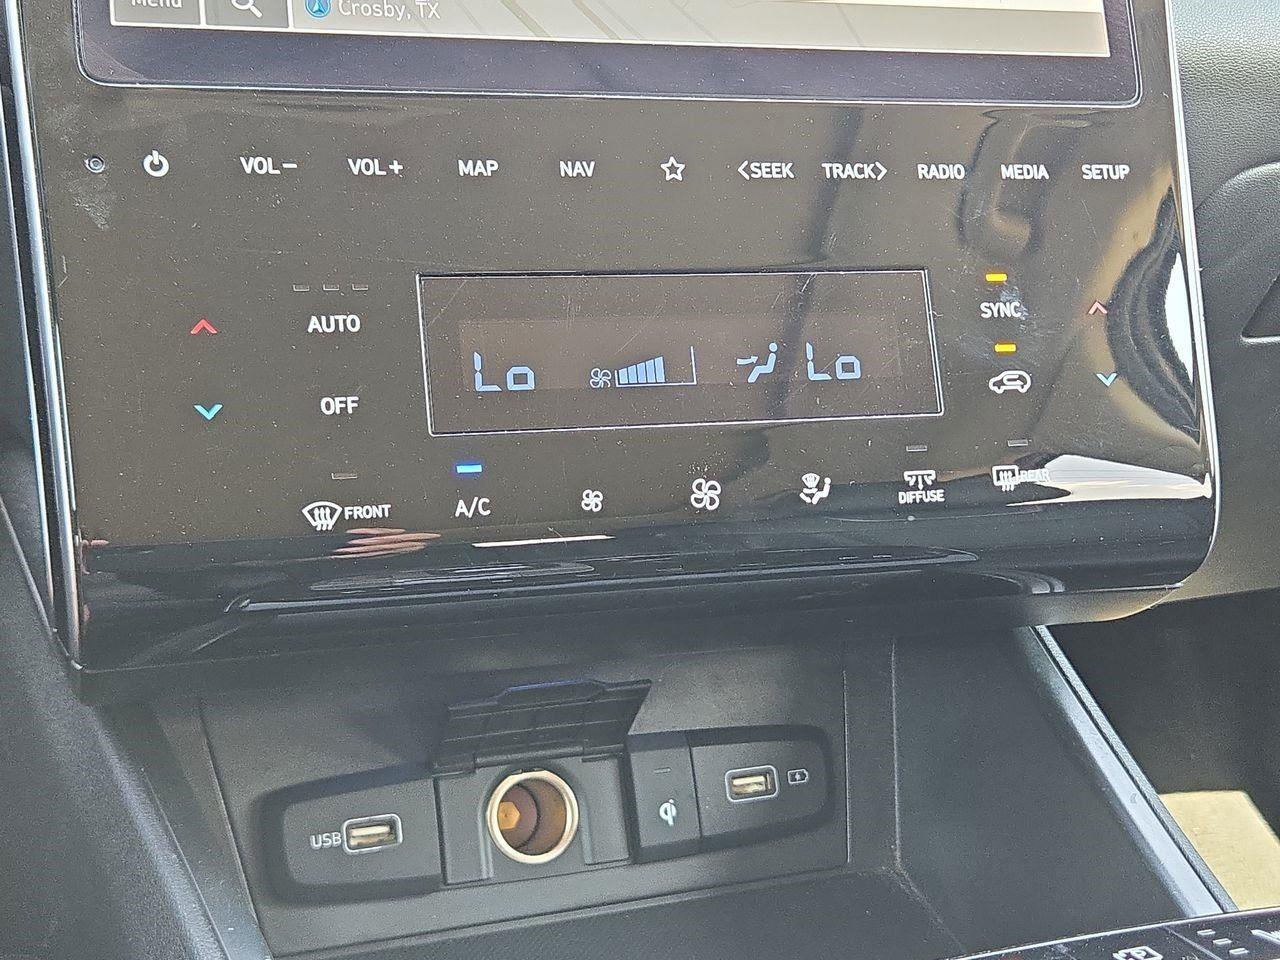 Menu
Crosby, TX
VOL− VOL+ MAP NAV <SEEK TRACK> RADIO MEDIA SETUP
AUTO
SYNC
Lo Lo
OFF
FRONT
A/C
DIFFUSE
REAR
USB